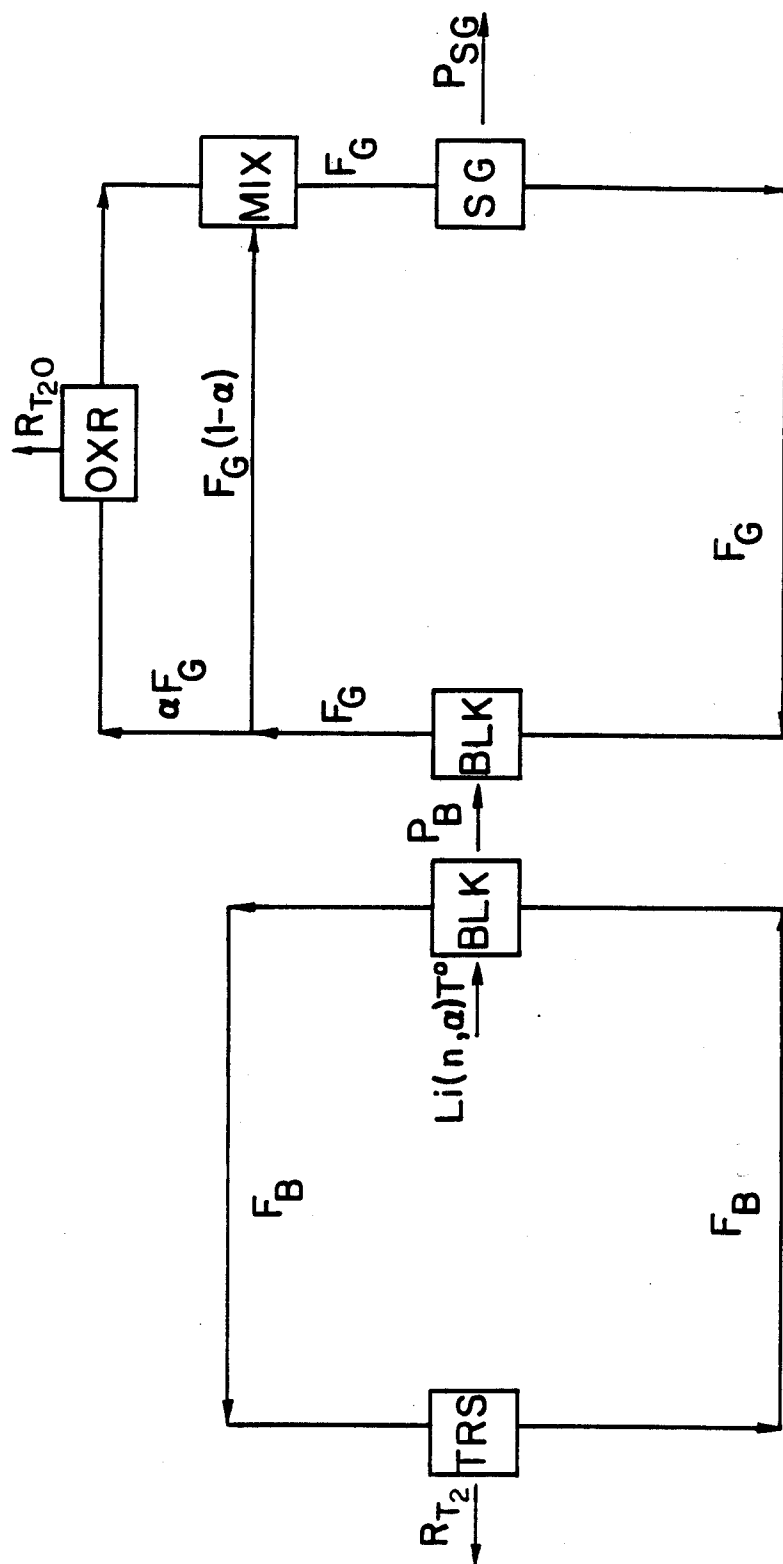 R_T2
TRS
F_B
F_B
Li(n,α)T°
BLK
P_B
BLK
F_G
αF_G
F_G(1-α)
OXR
R_T2O
MIX
F_G
SG
P_SG
F_G